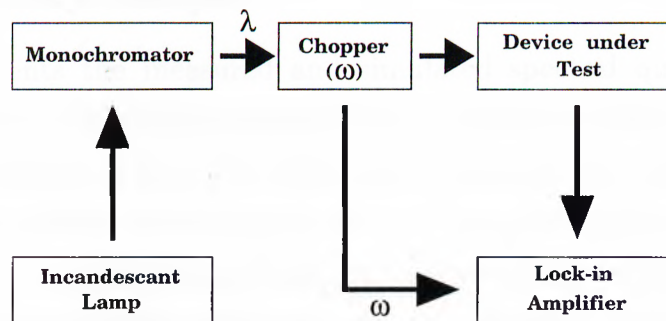 λ
Monochromator
Chopper
(ω)
Device under
Test
Incandescant
Lamp
ω
Lock-in
Amplifier